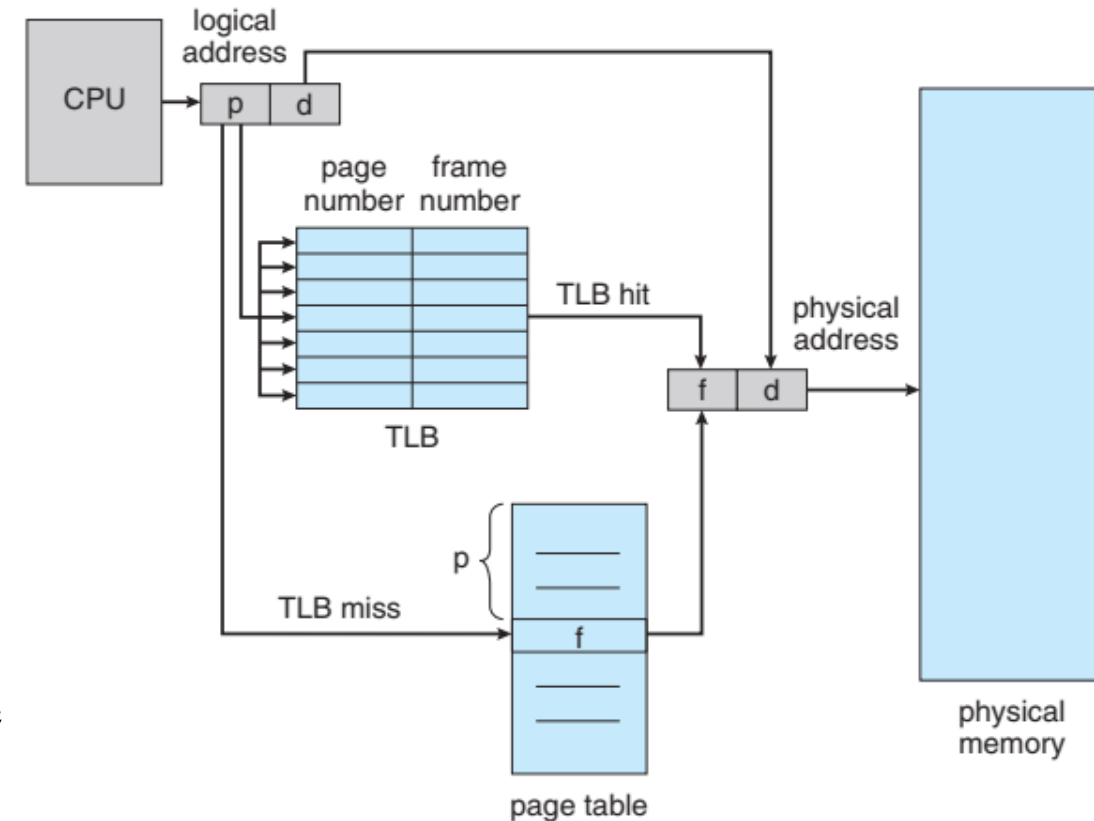 logical
address
CPU
p
d
page
number
frame
number
TLB hit
physical
address
f
d
TLB
p
TLB miss
f
physical
memory
page table